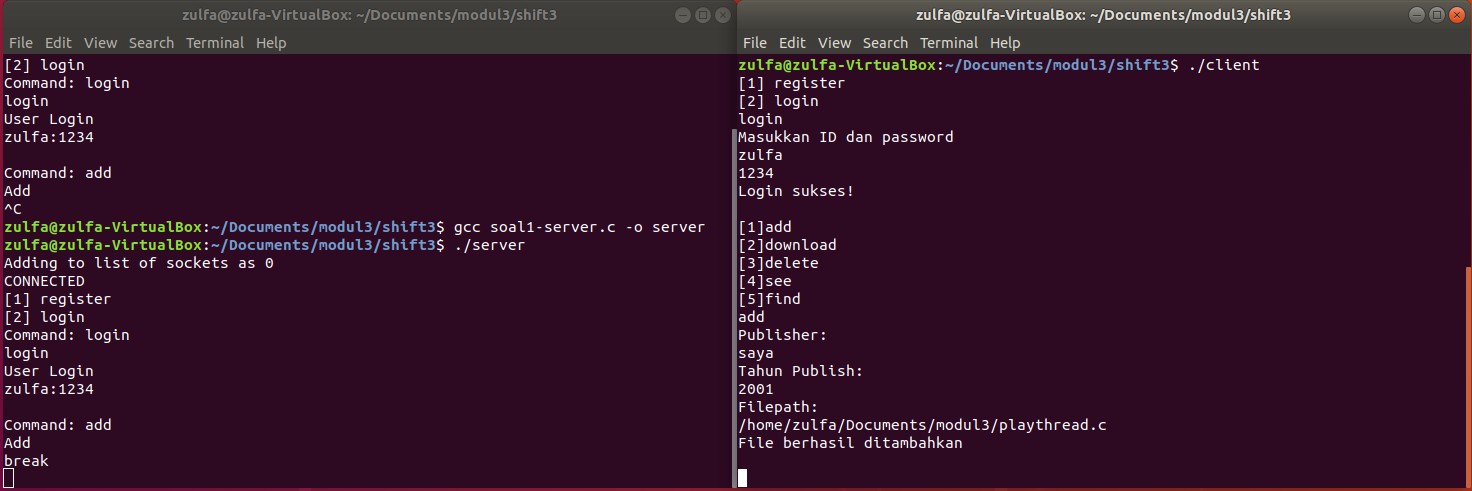 zulfa@zulfa-VirtualBox: ~/Documents/modul3/shift3
File Edit View Search Terminal Help
[2] login
Command: login
login
User Login
zulfa:1234
Command: add
Add
^C
zulfa@zulfa-VirtualBox:~/Documents/modul3/shift3$ gcc soal1-server.c -o server
zulfa@zulfa-VirtualBox:~/Documents/modul3/shift3$ ./server
Adding to list of sockets as 0
CONNECTED
[1] register
[2] login
Command: login
login
User Login
zulfa:1234
Command: add
Add
break
zulfa@zulfa-VirtualBox: ~/Documents/modul3/shift3
File Edit View Search Terminal Help
zulfa@zulfa-VirtualBox:~/Documents/modul3/shift3$ ./client
[1] register
[2] login
login
Masukkan ID dan password
zulfa
1234
Login sukses!
[1]add
[2]download
[3]delete
[4]see
[5]find
add
Publisher:
saya
Tahun Publish:
2001
Filepath:
/home/zulfa/Documents/modul3/playthread.c
File berhasil ditambahkan